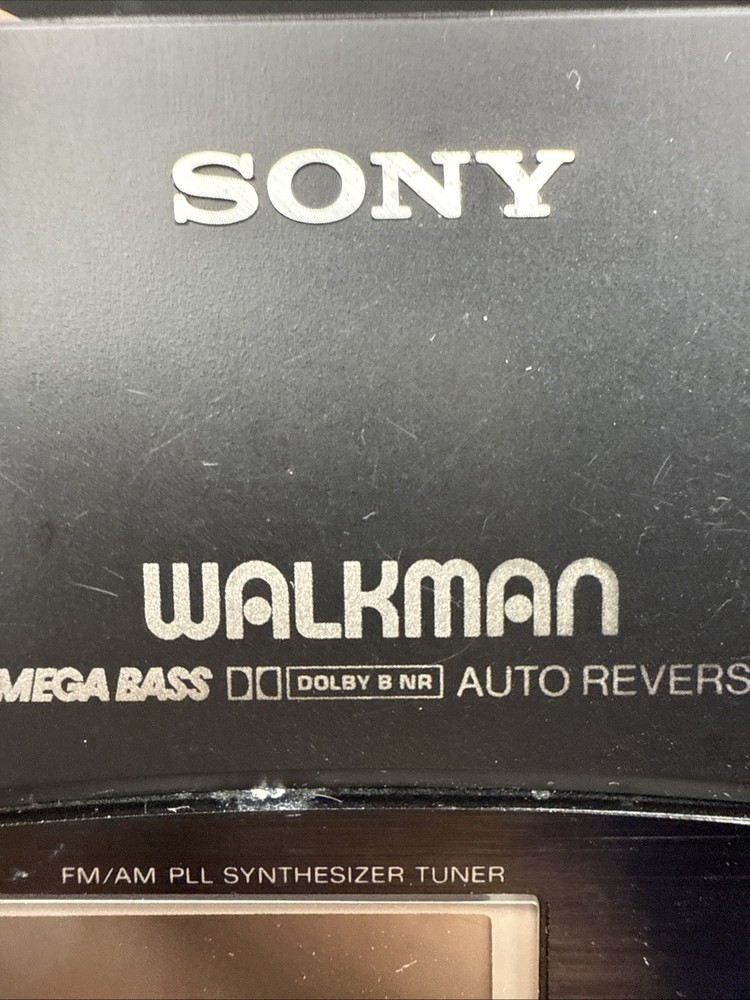 SONY
WALKMAN
MEGA BASS DOLBY B NR AUTO REVERS
FM/AM PLL SYNTHESIZER TUNER